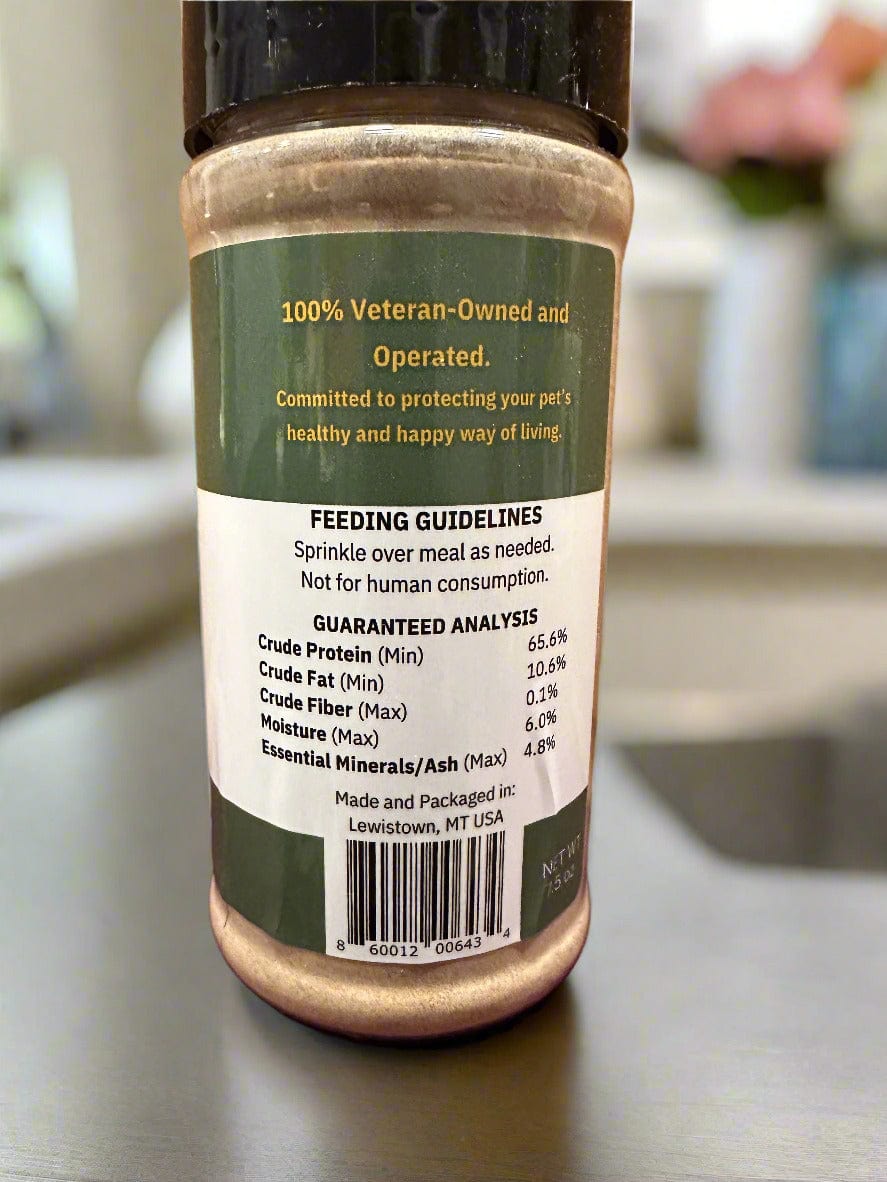 100% Veteran-Owned and
Operated.
Committed to protecting your pet's
healthy and happy way of living.
FEEDING GUIDELINES
Sprinkle over meal as needed.
Not for human consumption.
GUARANTEED ANALYSIS
Crude Protein (Min) 65.6%
Crude Fat (Min) 10.6%
Crude Fiber (Max) 0.1%
Moisture (Max) 6.0%
Essential Minerals/Ash (Max) 4.8%
Made and Packaged in:
Lewistown, MT USA
NET WT
7.5 oz
8 60012 00643 4